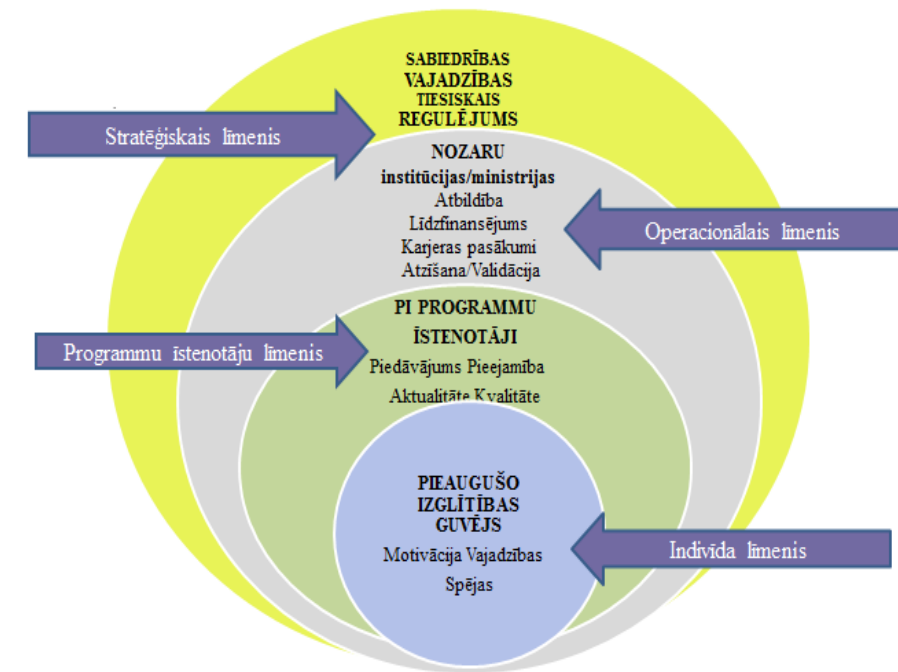 SABIEDRĪBAS
VAJADZĪBAS
TIESISKAIS
REGULĒJUMS
Stratēģiskais līmenis
NOZARU
institūcijas/ministrijas
Atbildība
Līdzfinansējums
Karjeras pasākumi
Atzīšana/Validācija
Operacionālais līmenis
PI PROGRAMMU
ĪSTENOTĀJI
Piedāvājums Pieejamība
Aktualitāte Kvalitāte
Programmu īstenotāju līmenis
PIEAUGUŠO
IZGLĪTĪBAS
GUVĒJS
Motivācija Vajadzības
Spējas
Indivīda līmenis